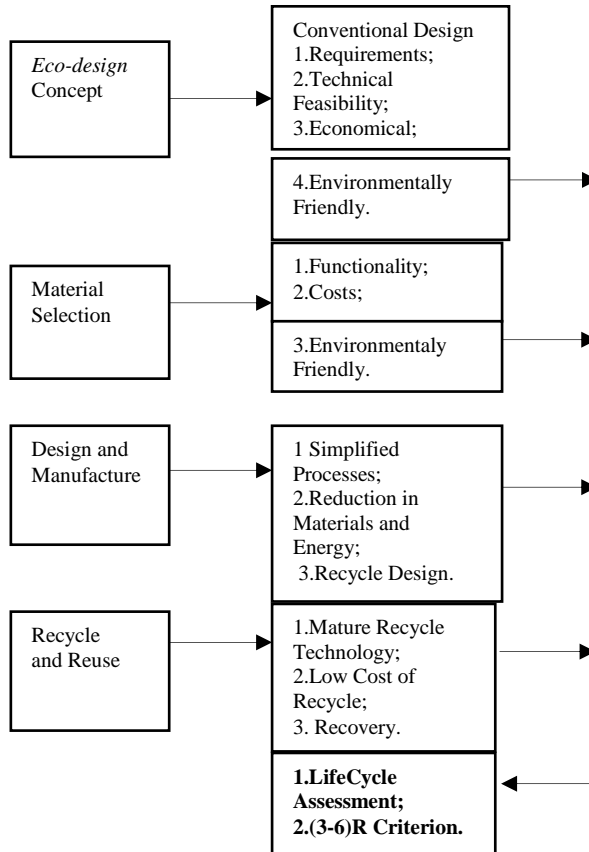 Eco-design
Concept
Conventional Design
1.Requirements;
2.Technical
Feasibility;
3.Economical;
4.Environmentally
Friendly.
Material
Selection
1.Functionality;
2.Costs;
3.Environmentaly
Friendly.
Design and
Manufacture
1 Simplified
Processes;
2.Reduction in
Materials and
Energy;
3.Recycle Design.
Recycle
and Reuse
1.Mature Recycle
Technology;
2.Low Cost of
Recycle;
3. Recovery.
1.LifeCycle
Assessment;
2.(3-6)R Criterion.